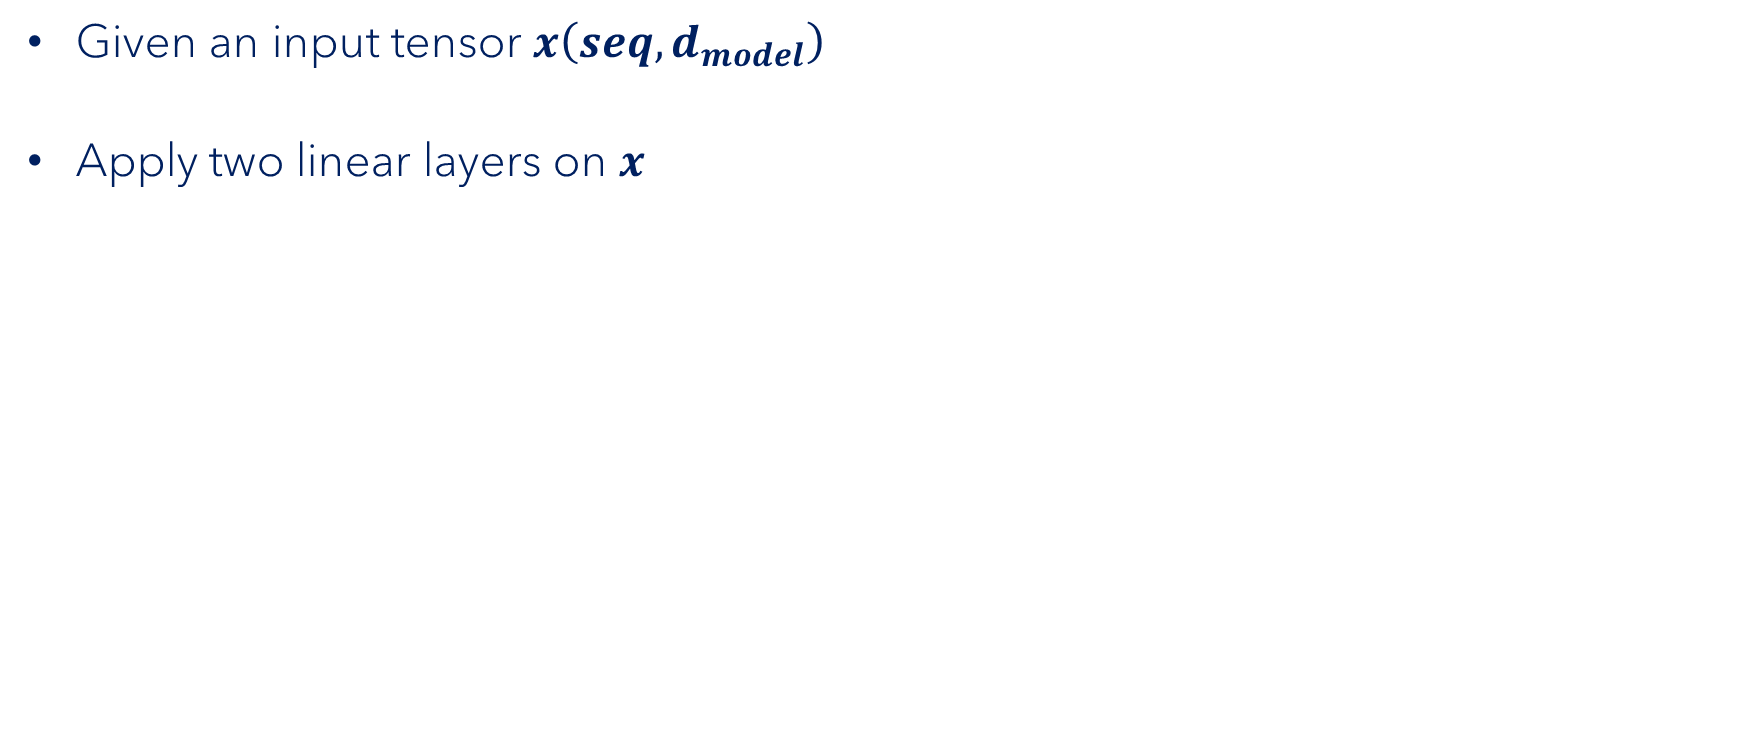 • Given an input tensor x(seq, d_model)
• Apply two linear layers on x